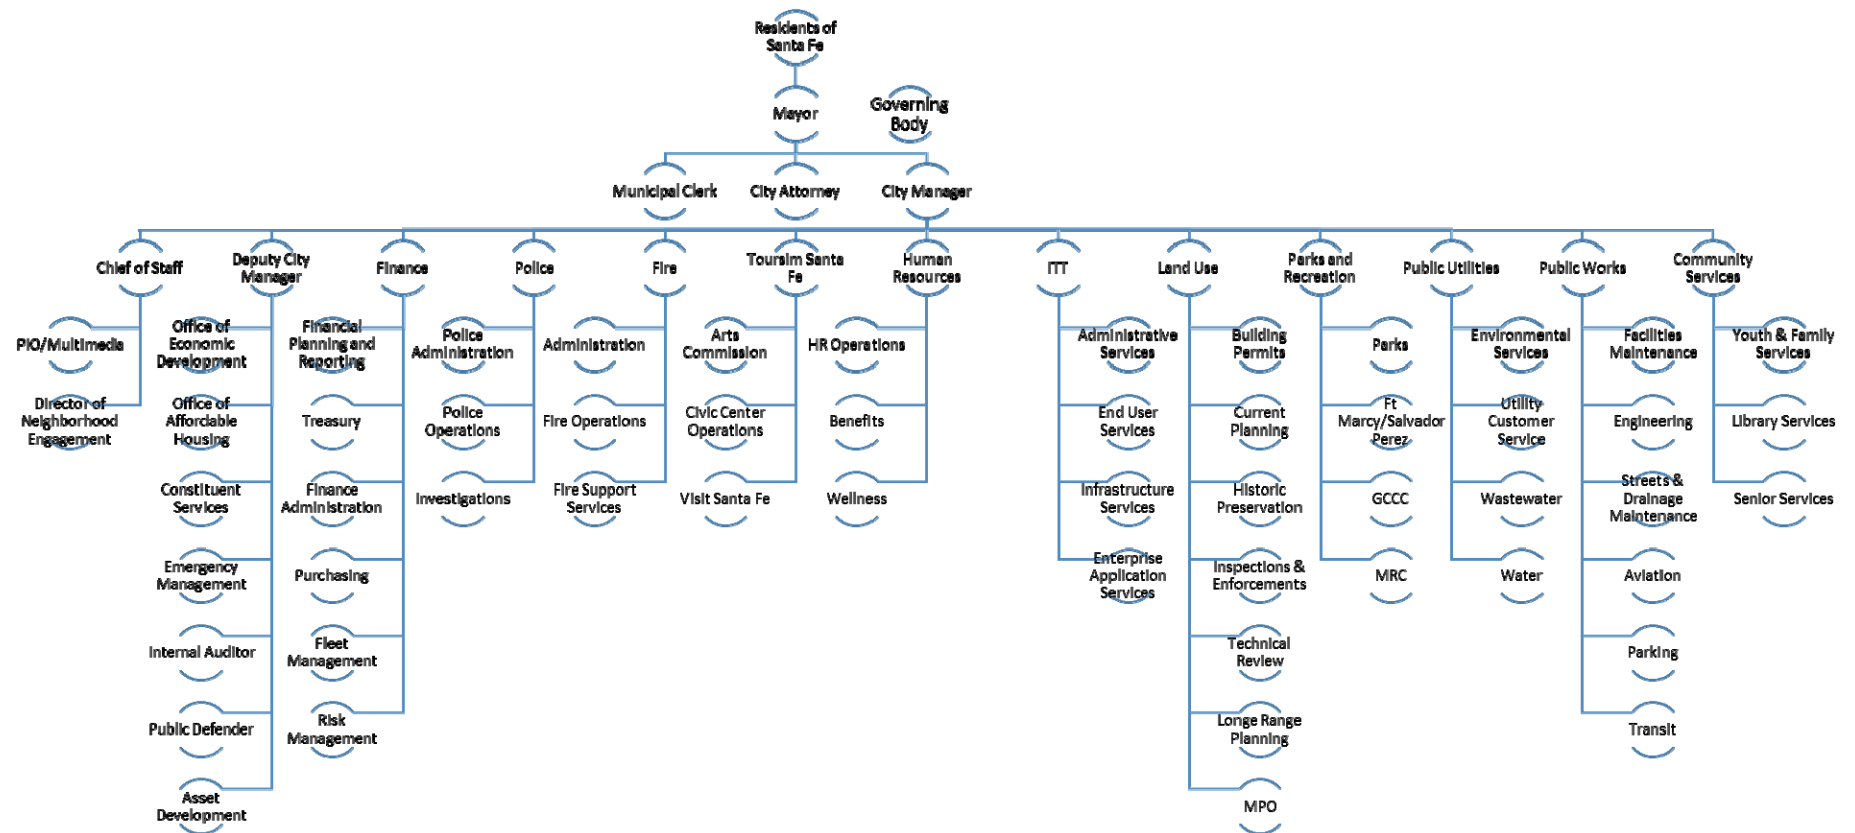 Residents of
Santa Fe
Mayor
Governing
Body
Municipal Clerk
City Attorney
City Manager
Chief of Staff
Deputy City
Manager
Finance
Police
Fire
Toursim Santa
Fe
Human
Resources
ITT
Land Use
Parks and
Recreation
Public Utilities
Public Works
Community
Services
PIO/Multimedia
Office of
Economic
Development
Financial
Planning and
Reporting
Police
Administration
Administration
Arts
Commission
HR Operations
Administrative
Services
Building
Permits
Parks
Environmental
Services
Facilities
Maintenance
Youth & Family
Services
Director of
Neighborhood
Engagement
Office of
Affordable
Housing
Treasury
Police
Operations
Fire Operations
Civic Center
Operations
Benefits
End User
Services
Current
Planning
Ft
Marcy/Salvador
Perez
Utility
Customer
Service
Engineering
Library Services
Constituent
Services
Finance
Administration
Investigations
Fire Support
Services
Visit Santa Fe
Wellness
Infrastructure
Services
Historic
Preservation
GCCC
Wastewater
Streets &
Drainage
Maintenance
Senior Services
Emergency
Management
Purchasing
Enterprise
Application
Services
Inspections &
Enforcements
MRC
Water
Aviation
Internal Auditor
Fleet
Management
Technical
Review
Parking
Public Defender
Risk
Management
Longe Range
Planning
Transit
Asset
Development
MPO